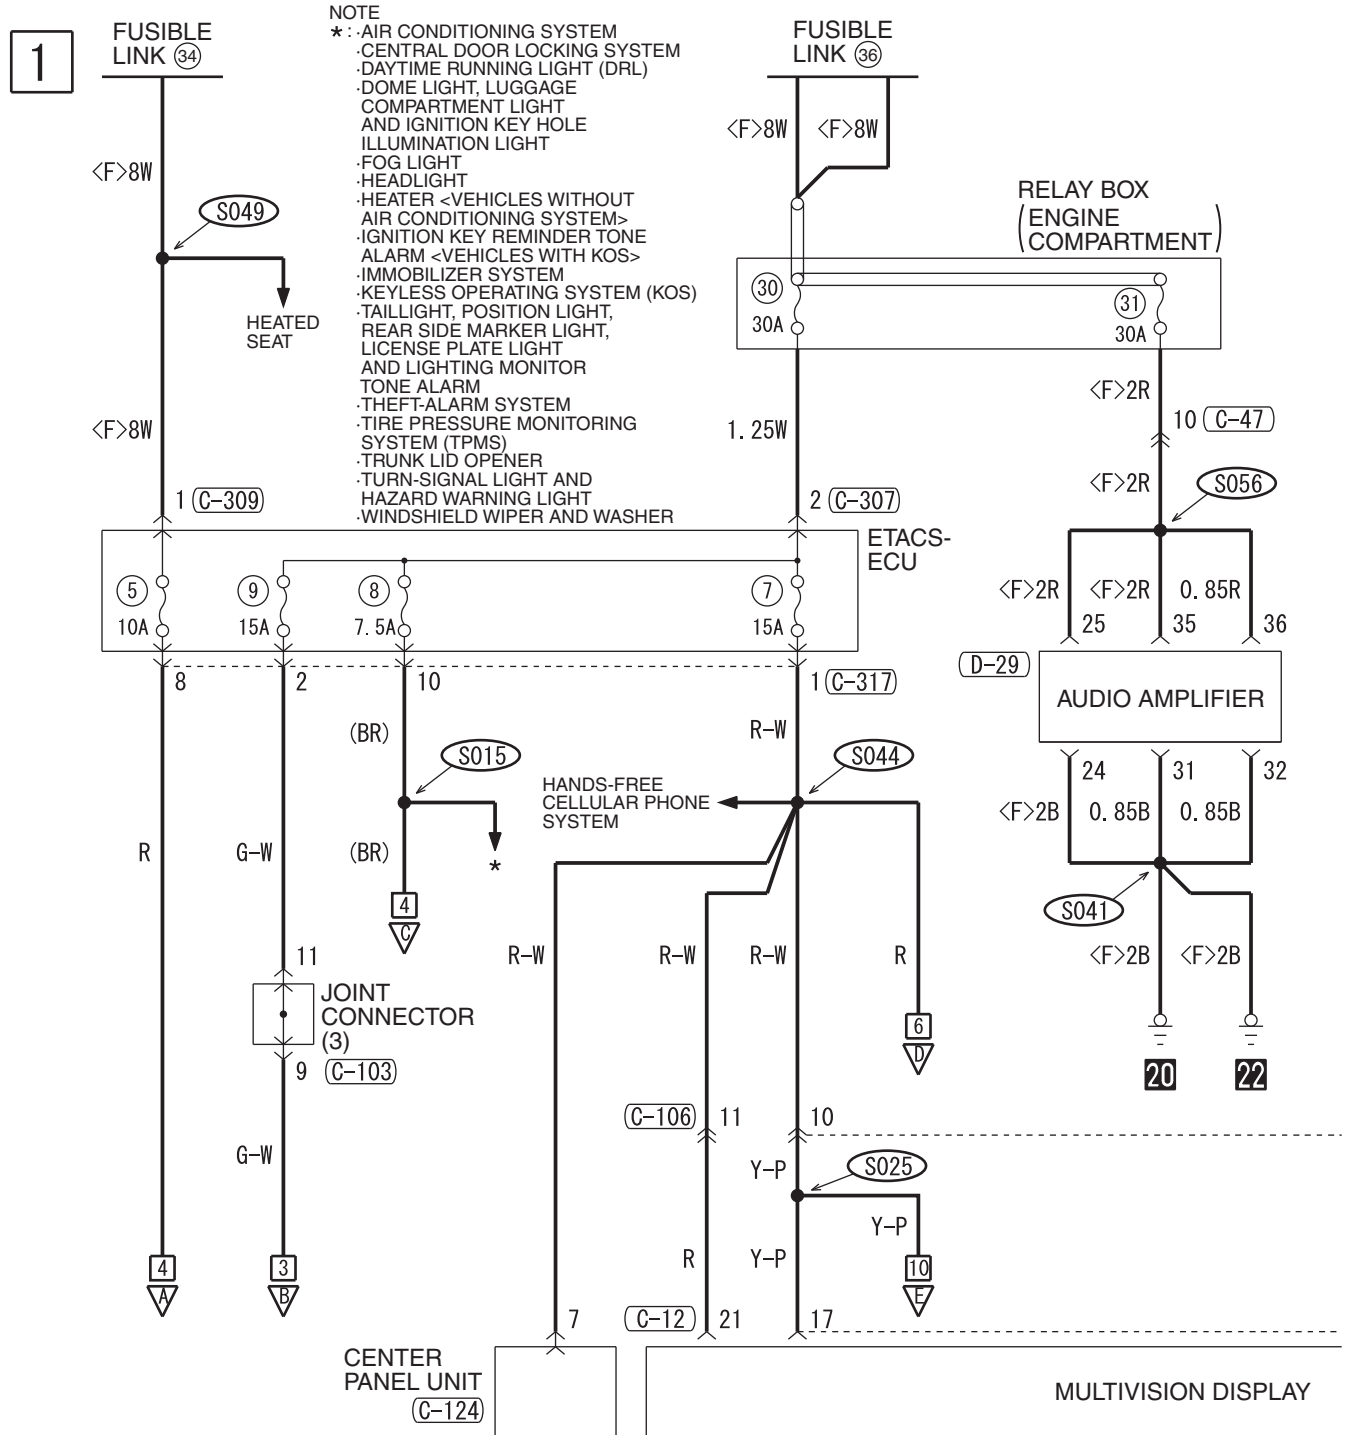 1
FUSIBLE
LINK 34
NOTE
* : ·AIR CONDITIONING SYSTEM
·CENTRAL DOOR LOCKING SYSTEM
·DAYTIME RUNNING LIGHT (DRL)
·DOME LIGHT, LUGGAGE
COMPARTMENT LIGHT
AND IGNITION KEY HOLE
ILLUMINATION LIGHT
·FOG LIGHT
·HEADLIGHT
·HEATER <VEHICLES WITHOUT
AIR CONDITIONING SYSTEM>
·IGNITION KEY REMINDER TONE
ALARM <VEHICLES WITH KOS>
·IMMOBILIZER SYSTEM
·KEYLESS OPERATING SYSTEM (KOS)
·TAILLIGHT, POSITION LIGHT,
REAR SIDE MARKER LIGHT,
LICENSE PLATE LIGHT
AND LIGHTING MONITOR
TONE ALARM
·THEFT-ALARM SYSTEM
·TIRE PRESSURE MONITORING
SYSTEM (TPMS)
·TRUNK LID OPENER
·TURN-SIGNAL LIGHT AND
HAZARD WARNING LIGHT
·WINDSHIELD WIPER AND WASHER
FUSIBLE
LINK 36
<F>8W <F>8W
<F>8W
S049
HEATED
SEAT
<F>8W
RELAY BOX
(ENGINE
COMPARTMENT)
30
30A
31
30A
1.25W
<F>2R
10 C-47
<F>2R
S056
1 C-309
2 C-307
ETACS-
ECU
5
10A
9
15A
8
7.5A
7
15A
<F>2R <F>2R 0.85R
25 35 36
D-29
AUDIO AMPLIFIER
8 2 10 1 C-317
(BR)
R-W
S015
S044
HANDS-FREE
CELLULAR PHONE
SYSTEM
24 31 32
<F>2B 0.85B 0.85B
R G-W (BR)
*
4
C
S041
R-W R-W R-W R
<F>2B <F>2B
11
JOINT
CONNECTOR
(3)
9 C-103
6
D
20 22
C-106 11 10
G-W
Y-P
S025
Y-P
R Y-P
4
A
3
B
10
E
7
C-12 21 17
CENTER
PANEL UNIT
C-124
MULTIVISION DISPLAY